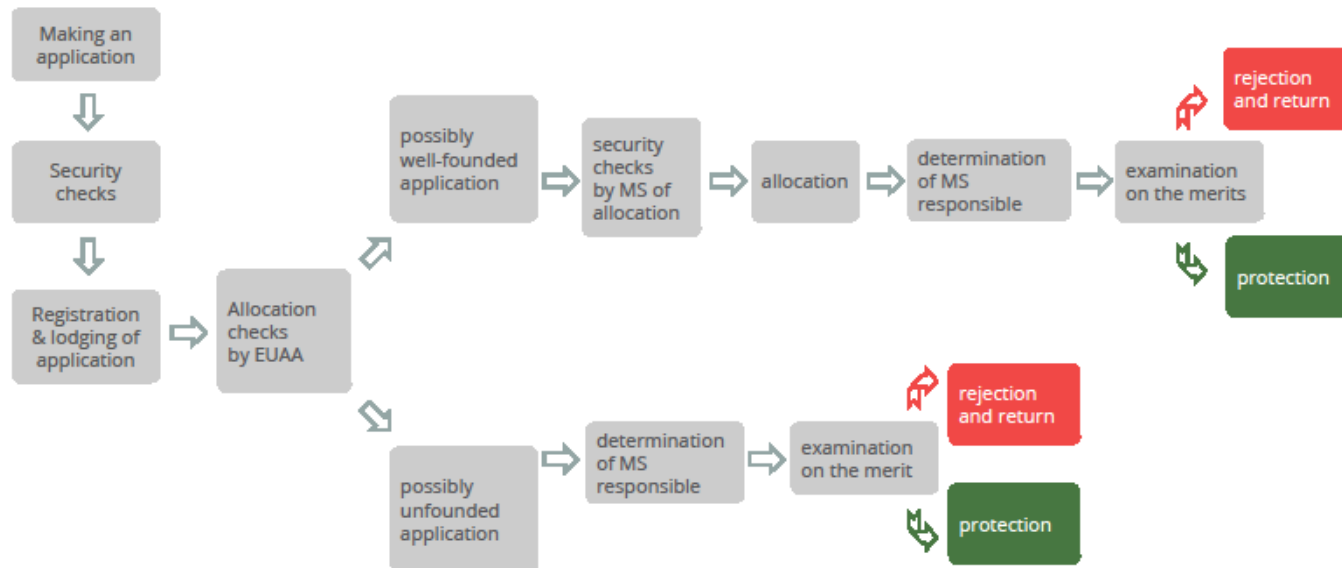 Making an
application
Security
checks
Registration
& lodging of
application
Allocation
checks
by EUAA
possibly
well-founded
application
security
checks
by MS of
allocation
allocation
determination
of MS
responsible
examination
on the merits
rejection
and return
protection
possibly
unfounded
application
determination
of MS
responsible
examination
on the merit
rejection
and return
protection